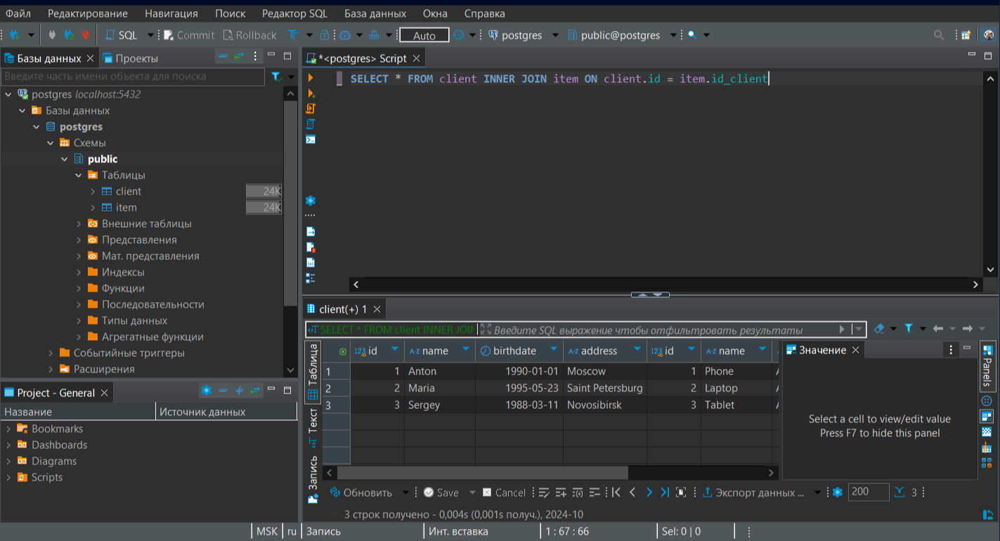 Файл Редактирование Навигация Поиск Редактор SQL База данных Окна Справка
SQL Commit Rollback Auto postgres public@postgres
Базы данных Проекты
Введите часть имени объекта для поиска
postgres localhost:5432
Базы данных
postgres
Схемы
public
Таблицы
client 24K
item 24K
Внешние таблицы
Представления
Мат. представления
Индексы
Функции
Последовательности
Типы данных
Агрегатные функции
Событийные триггеры
Расширения
Project - General
Название Источник данных
Bookmarks
Dashboards
Diagrams
Scripts
*<postgres> Script
SELECT * FROM client INNER JOIN item ON client.id = item.id_client
client(+) 1
SELECT * FROM client INNER JOIN Введите SQL выражение чтобы отфильтровать результаты
Таблица
Текст
Запись
123 id A-Z name birthdate A-Z address 123 id A-Z name
1 1 Anton 1990-01-01 Moscow 1 Phone
2 2 Maria 1995-05-23 Saint Petersburg 2 Laptop
3 3 Sergey 1988-03-11 Novosibirsk 3 Tablet
Значение
Select a cell to view/edit value
Press F7 to hide this panel
Panels
Обновить Save Cancel Экспорт данных ... 200 3
3 строк получено - 0,004s (0,001s получ.), 2024-10
MSK ru Запись Инт. вставка 1 : 67 : 66 Sel: 0 | 0